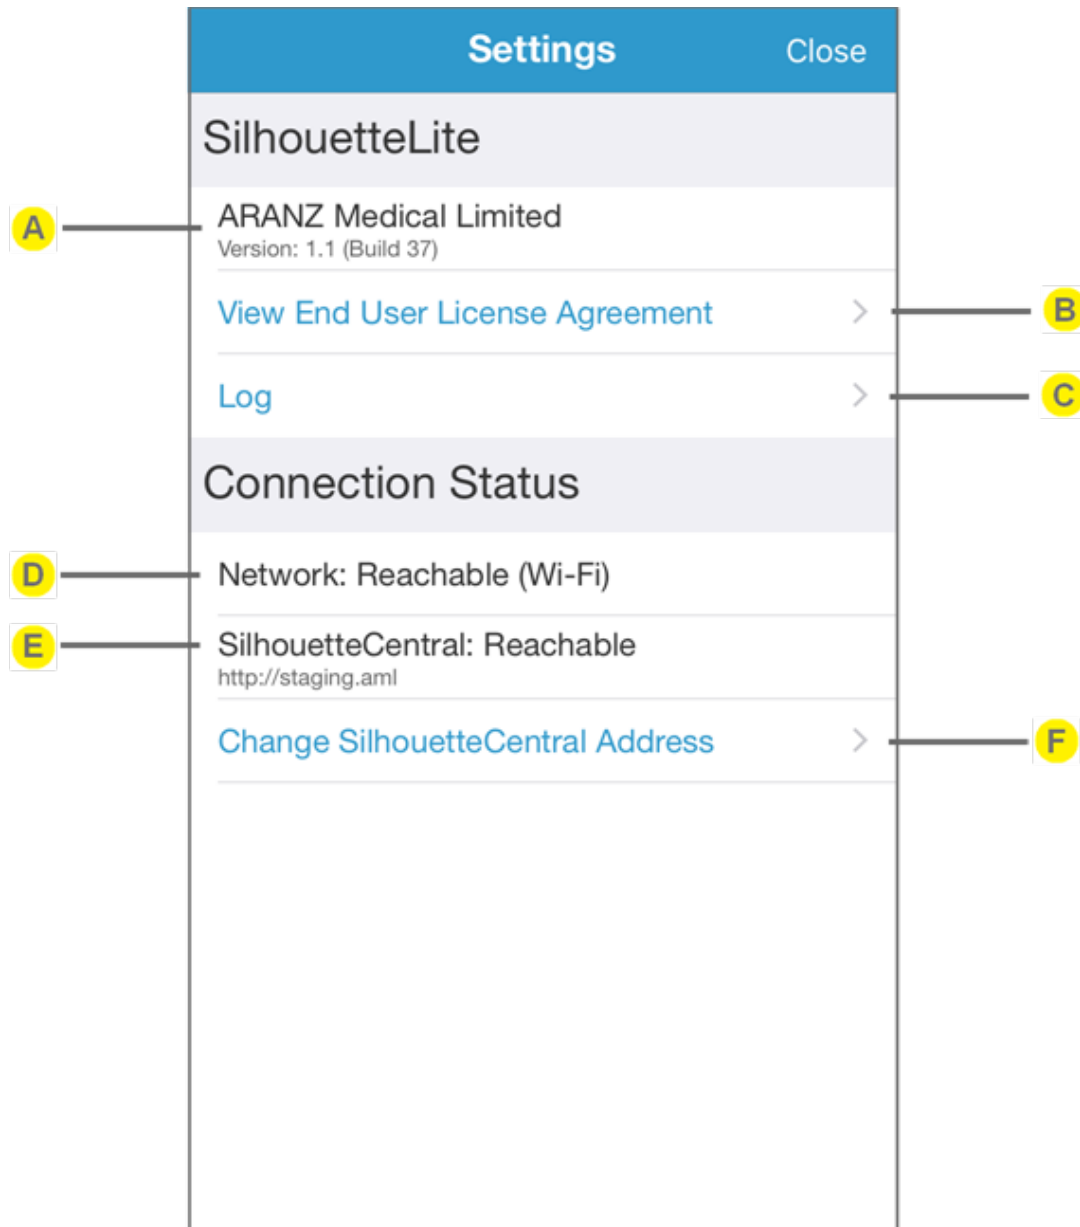 Settings
Close
SilhouetteLite
A
ARANZ Medical Limited
Version: 1.1 (Build 37)
View End User License Agreement
B
Log
C
Connection Status
D
Network: Reachable (Wi-Fi)
E
SilhouetteCentral: Reachable
http://staging.aml
Change SilhouetteCentral Address
F